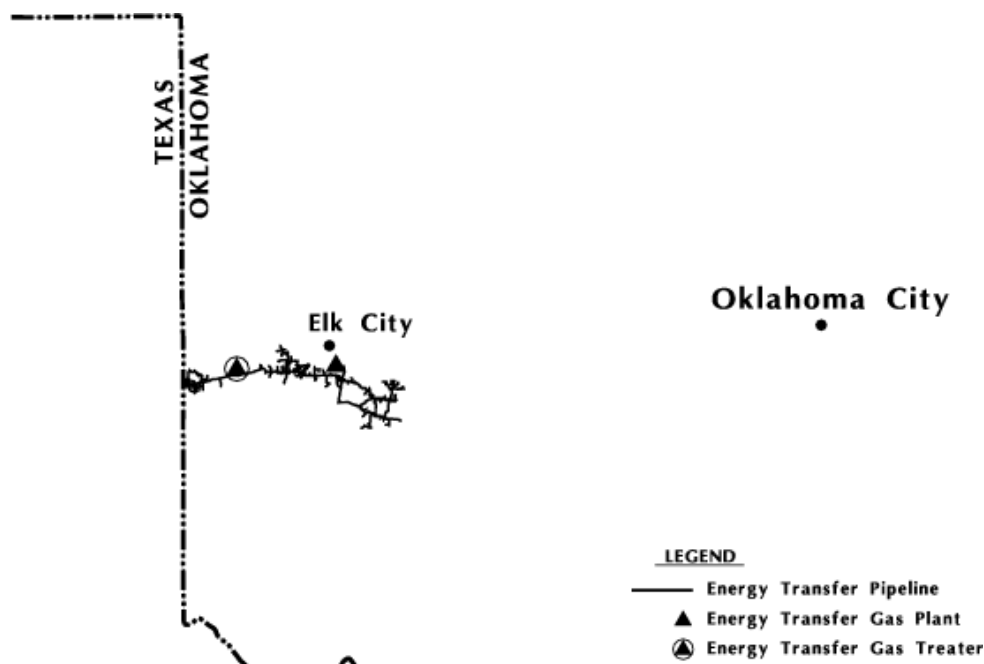 TEXAS
OKLAHOMA
Oklahoma City
Elk City
LEGEND
Energy Transfer Pipeline
Energy Transfer Gas Plant
Energy Transfer Gas Treater